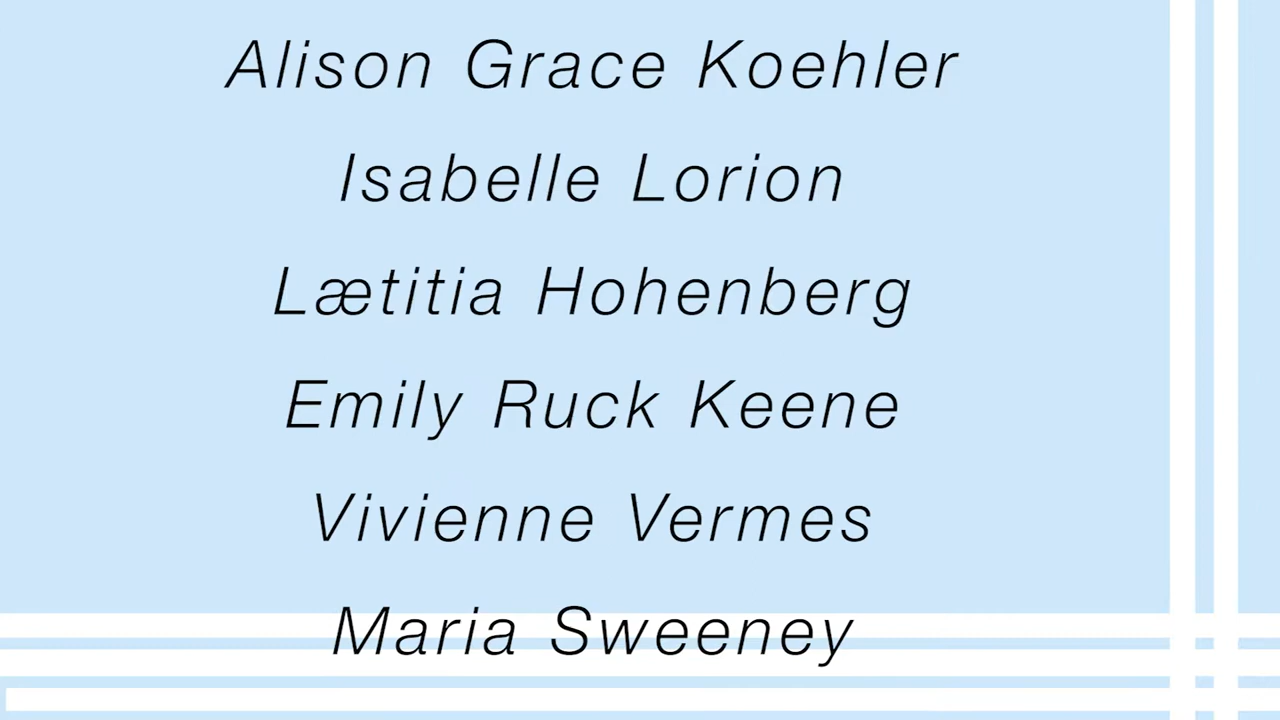 Alison Grace Koehler
Isabelle Lorion
Lætitia Hohenberg
Emily Ruck Keene
Vivienne Vermes
Maria Sweeney